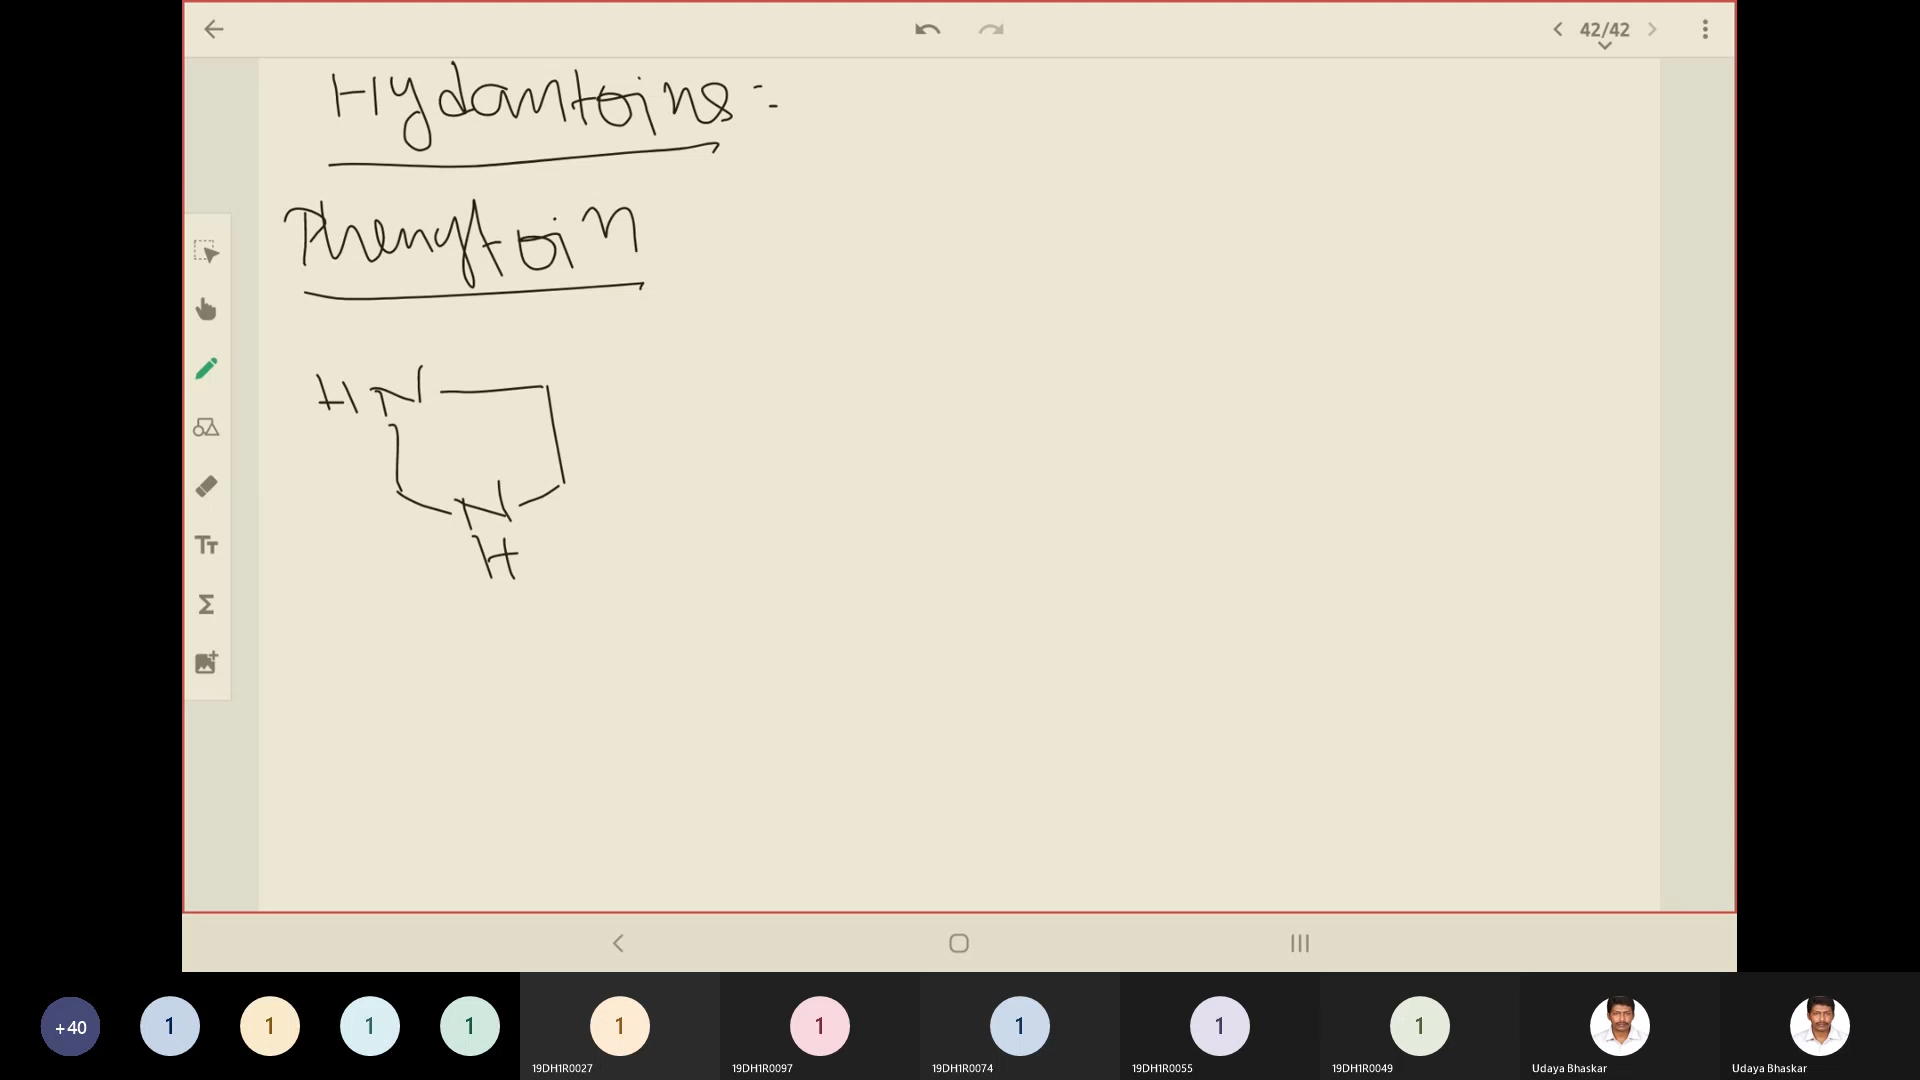 42/42
Hydantoins :-
Phenytoin
HN
N
H
Tт
Σ
+40
1
1
1
1
1
1
1
1
1
19DH1R0027
19DH1R0097
19DH1R0074
19DH1R0055
19DH1R0049
Udaya Bhaskar
Udaya Bhaskar